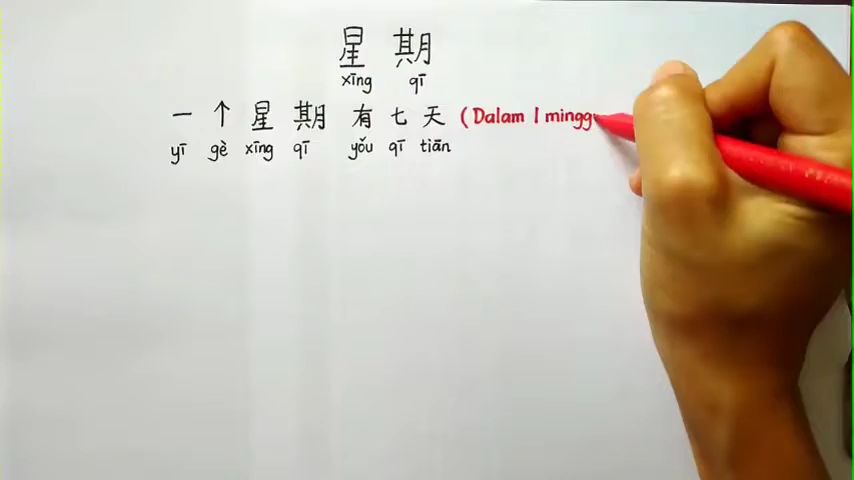 星 期
xīng qī
一 个 星 期 有 七 天 (Dalam 1 mingg
yī gè xīng qī yǒu qī tiān